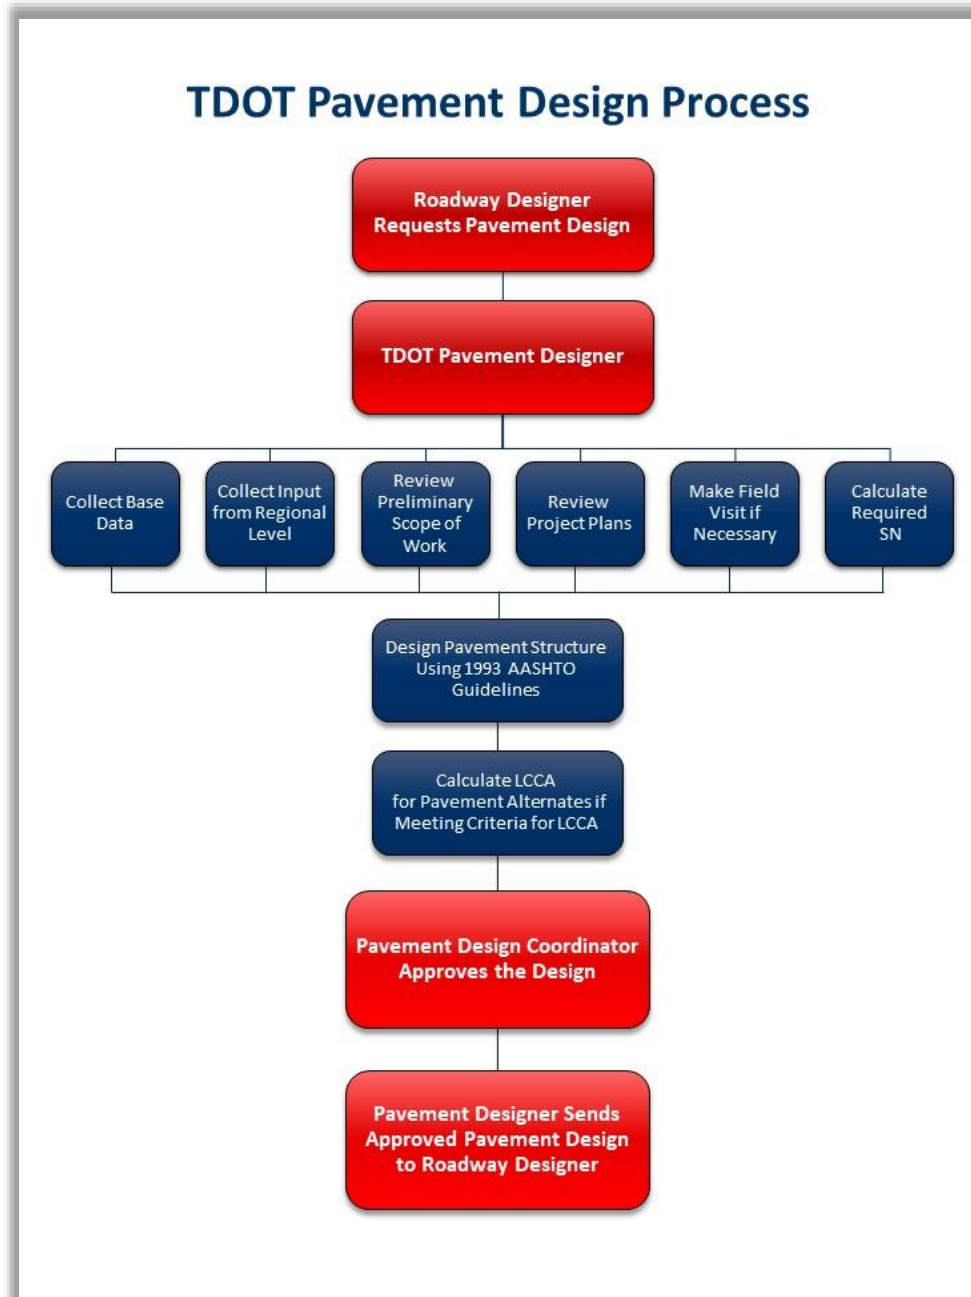 TDOT Pavement Design Process
Roadway Designer
Requests Pavement Design
TDOT Pavement Designer
Collect Base
Data
Collect Input
from Regional
Level
Review
Preliminary
Scope of
Work
Review
Project Plans
Make Field
Visit if
Necessary
Calculate
Required
SN
Design Pavement Structure
Using 1993 AASHTO
Guidelines
Calculate LCCA
for Pavement Alternates if
Meeting Criteria for LCCA
Pavement Design Coordinator
Approves the Design
Pavement Designer Sends
Approved Pavement Design
to Roadway Designer